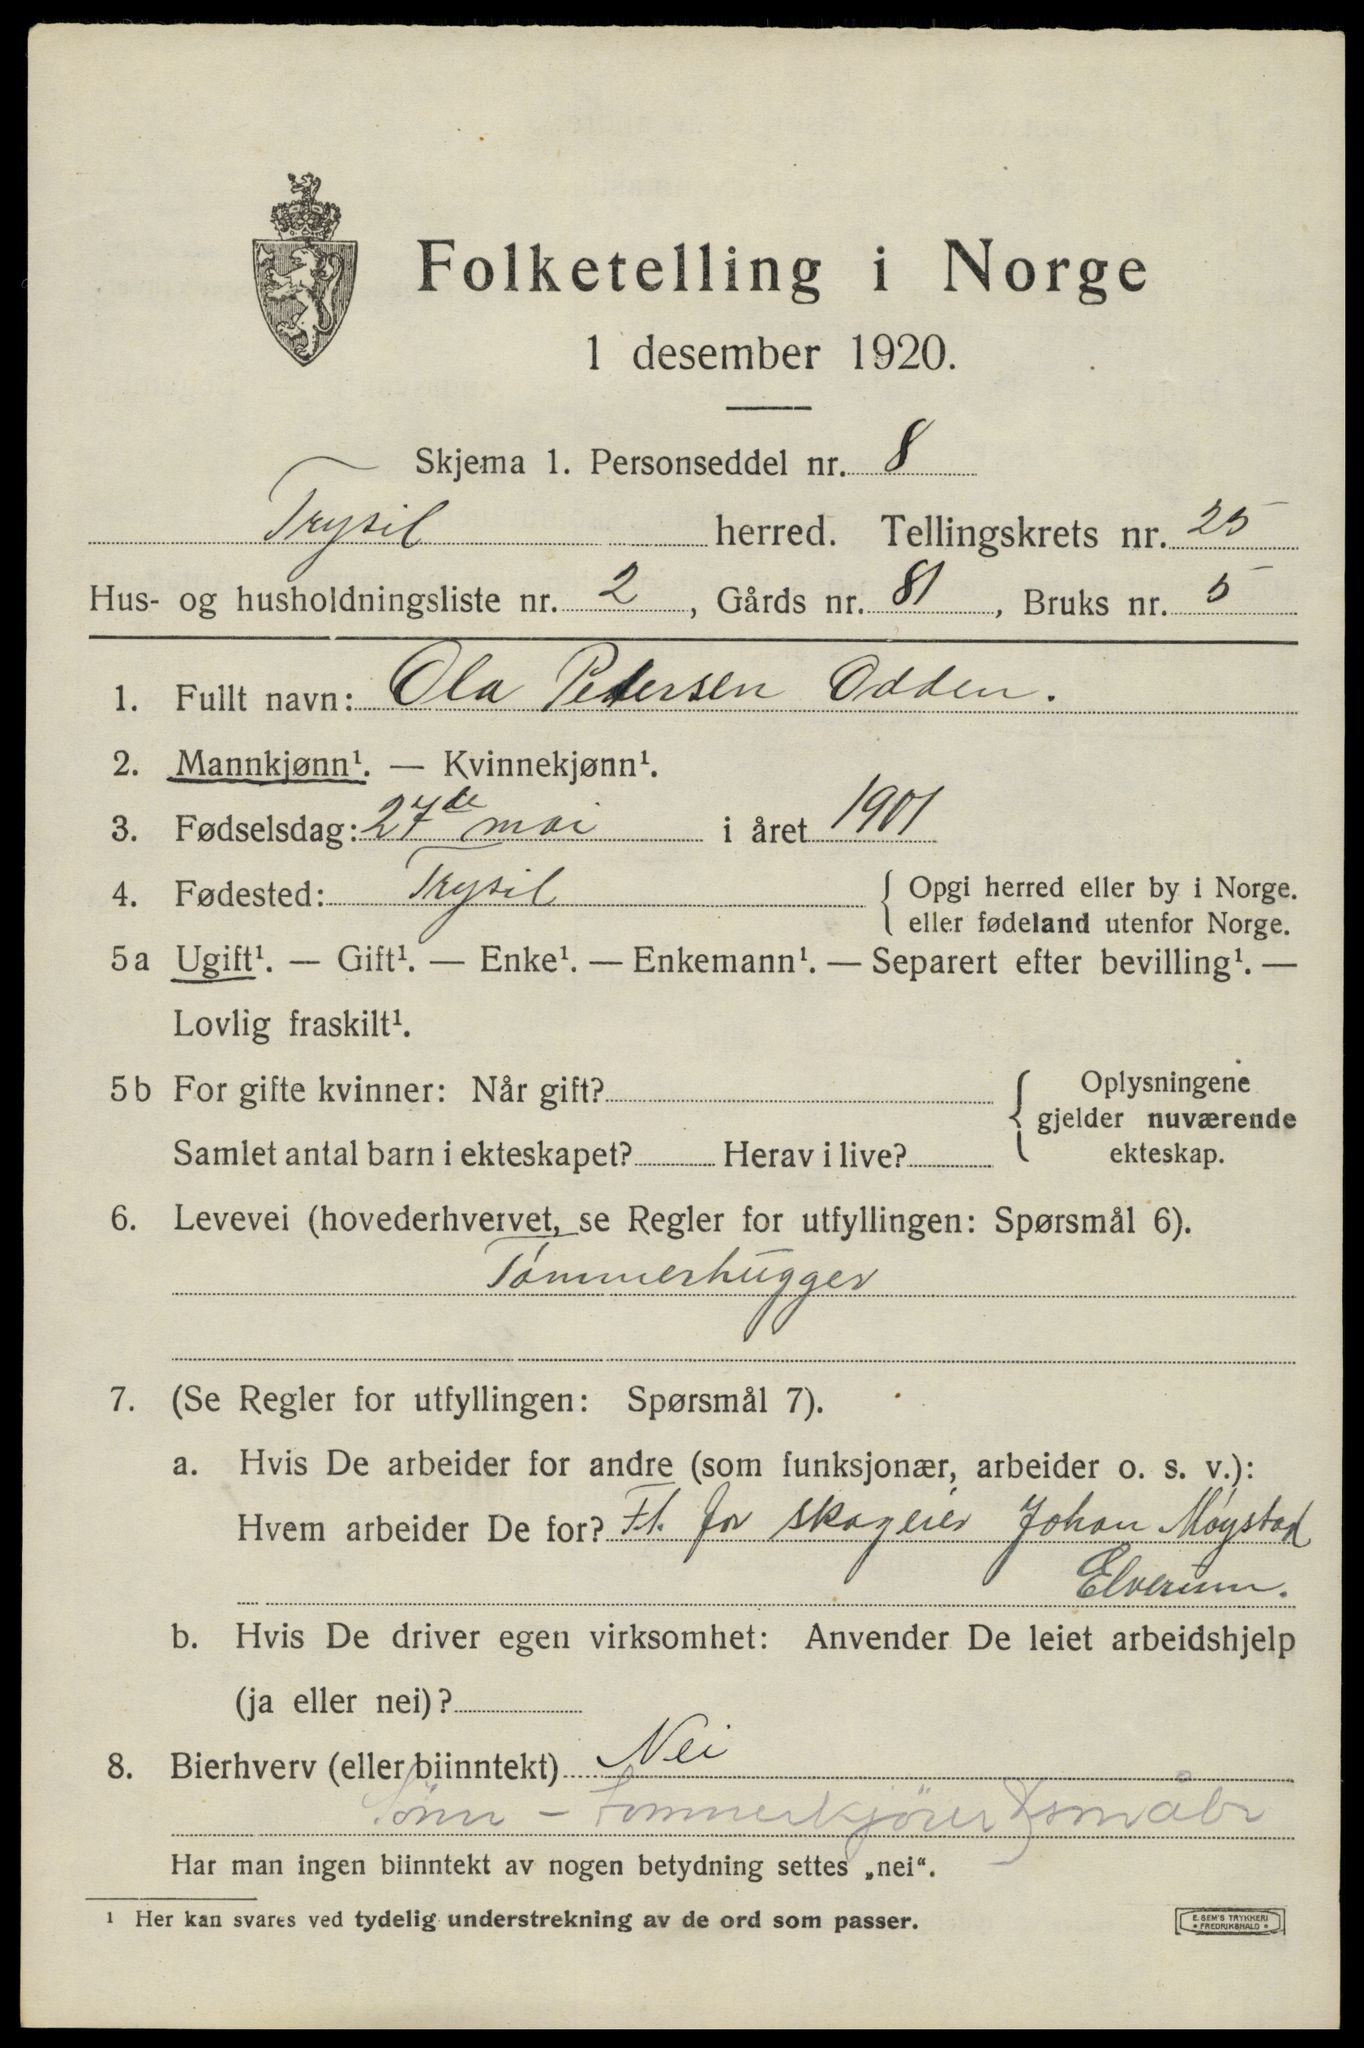 Folketelling i Norge
1 desember 1920.
Skjema 1. Personseddel nr. 8
Trysil herred. Tellingskrets nr. 25
Hus- og husholdningsliste nr. 2, Gårds nr. 81, Bruks nr. 5
1. Fullt navn: Ola Petersen Odden.
2. Mannkjønn¹. — Kvinnekjønn¹.
3. Fødselsdag: 27de mai i året 1901
4. Fødested: Trysil { Opgi herred eller by i Norge.
eller fødeland utenfor Norge.
5a Ugift¹. — Gift¹. — Enke¹. — Enkemann¹. — Separert efter bevilling¹. —
Lovlig fraskilt¹.
5b For gifte kvinner: Når gift?
Samlet antal barn i ekteskapet? Herav i live?
Oplysningene
gjelder nuværende
ekteskap.
6. Levevei (hovederhvervet, se Regler for utfyllingen: Spørsmål 6).
Tømmerhugger
7. (Se Regler for utfyllingen: Spørsmål 7).
a. Hvis De arbeider for andre (som funksjonær, arbeider o. s. v.):
Hvem arbeider De for? Ft. for skogeier Johan Møystad
Elverum.
b. Hvis De driver egen virksomhet: Anvender De leiet arbeidshjelp
(ja eller nei)?
8. Bierhverv (eller biinntekt) Nei
Sønn – tømmerkjører småbr
Har man ingen biinntekt av nogen betydning settes „nei“.
¹ Her kan svares ved tydelig understrekning av de ord som passer.
E. SEM'S TRYKKERI
FREDRIKSHALD